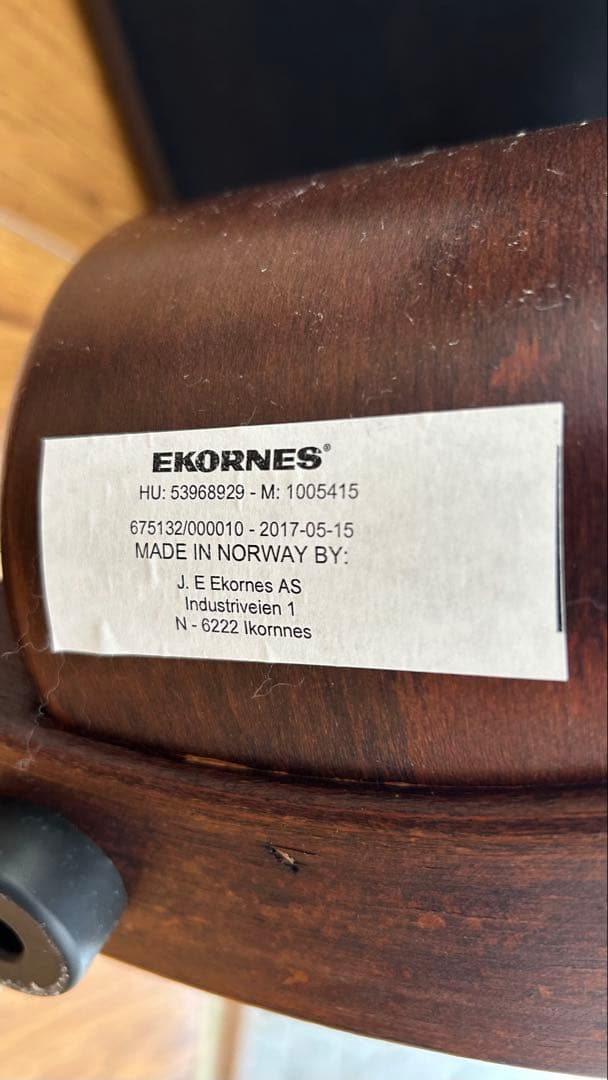 EKORNES®
HU: 53968929 - M: 1005415
675132/000010 - 2017-05-15
MADE IN NORWAY BY:
J. E Ekornes AS
Industriveien 1
N - 6222 Ikornnes